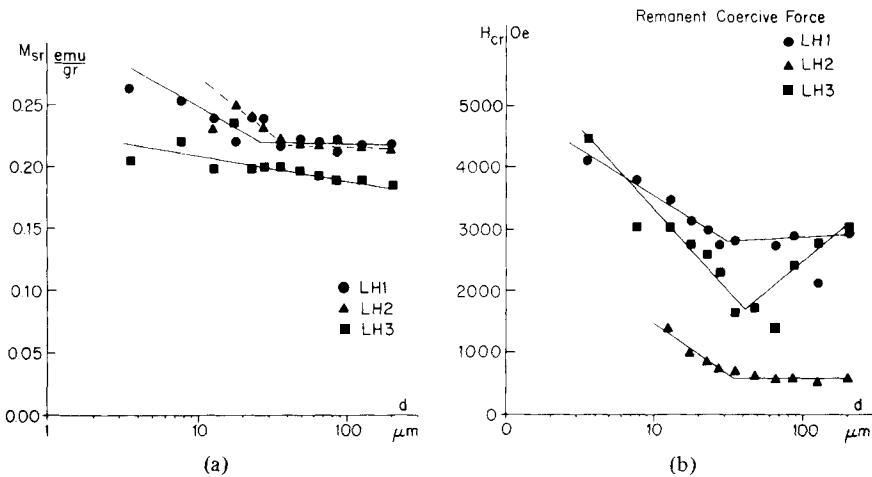 M_sr emu/gr
0.25
0.20
0.15
0.10
0.05
0.00
LH1
LH2
LH3
1
10
100
d
μm
(a)
Remanent Coercive Force
LH1
LH2
LH3
H_cr Oe
5000
4000
3000
2000
1000
0
0
10
100
d
μm
(b)